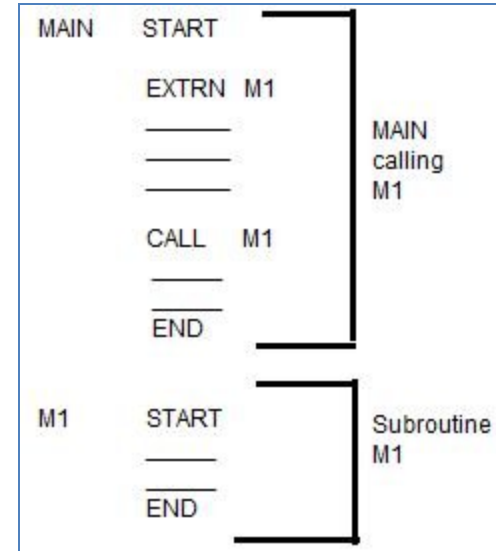 MAIN START
EXTRN M1
MAIN
calling
M1
CALL M1
END
M1 START
Subroutine
M1
END